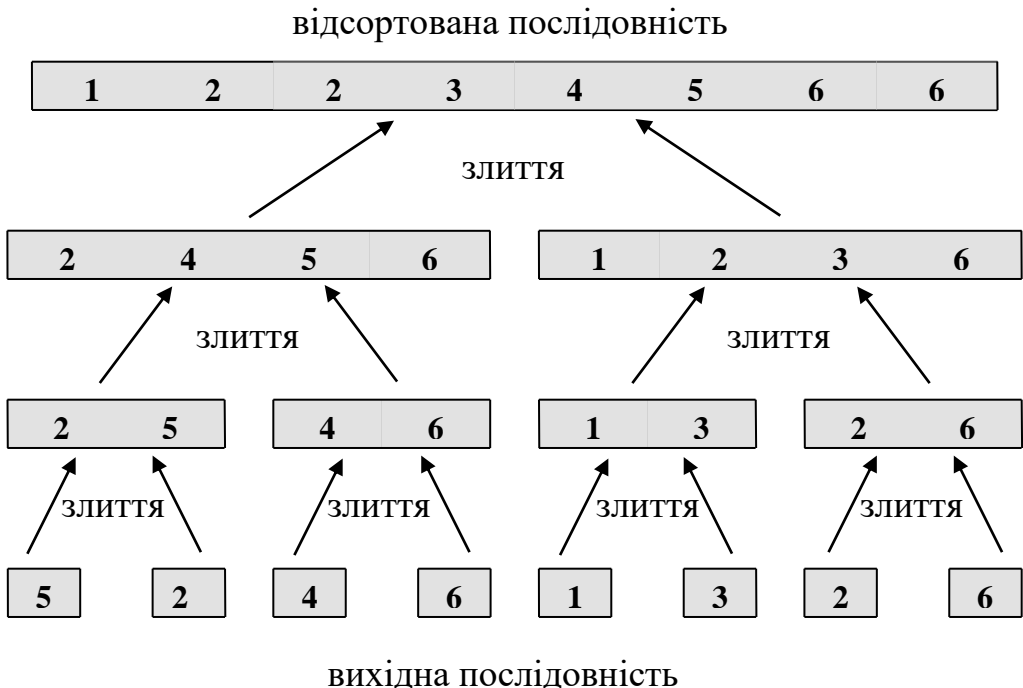 відсортована послідовність
1 2 2 3 4 5 6 6
злиття
2 4 5 6 1 2 3 6
злиття злиття
2 5 4 6 1 3 2 6
злиття злиття злиття злиття
5 2 4 6 1 3 2 6
вихідна послідовність